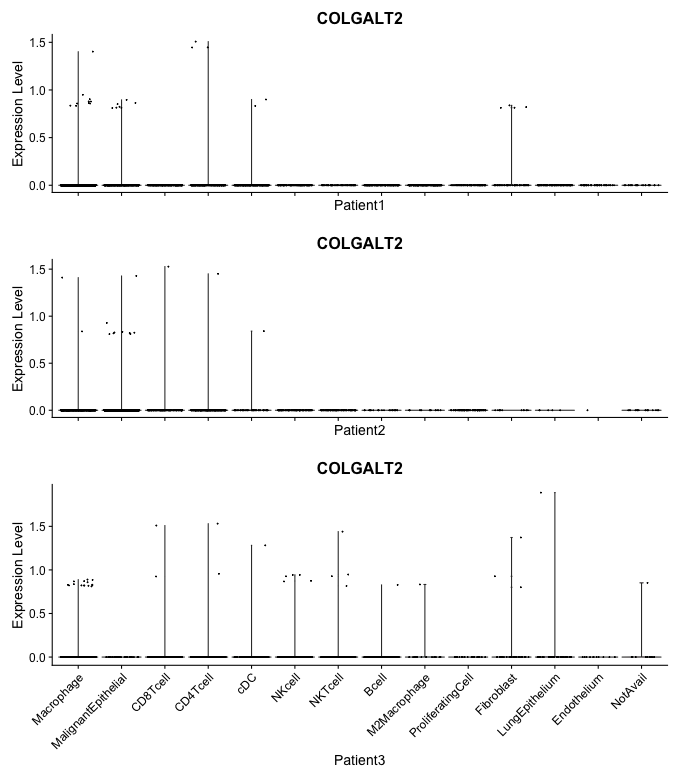 COLGALT2
Expression Level
1.5
1.0
0.5
0.0
Patient1
COLGALT2
Expression Level
1.5
1.0
0.5
0.0
Patient2
COLGALT2
Expression Level
1.5
1.0
0.5
0.0
Macrophage
MalignantEpithelial
CD8Tcell
CD4Tcell
cDC
NKcell
NKTcell
Bcell
M2Macrophage
ProliferatingCell
Fibroblast
LungEpithelium
Endothelium
NotAvail
Patient3